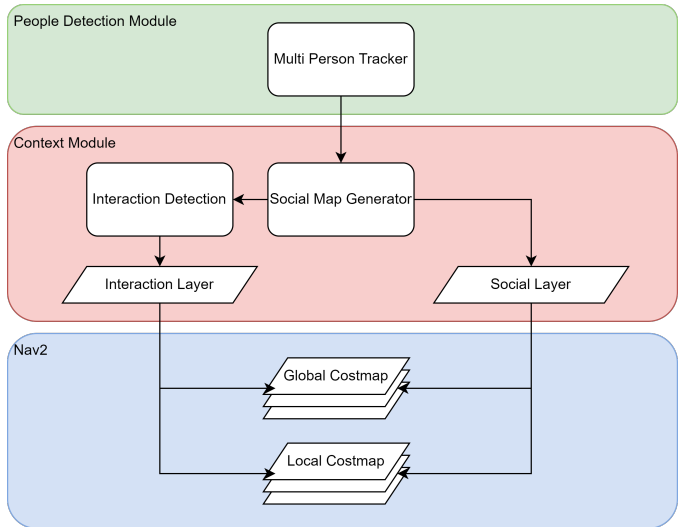 People Detection Module
Multi Person Tracker
Context Module
Interaction Detection
Social Map Generator
Interaction Layer
Social Layer
Nav2
Global Costmap
Local Costmap